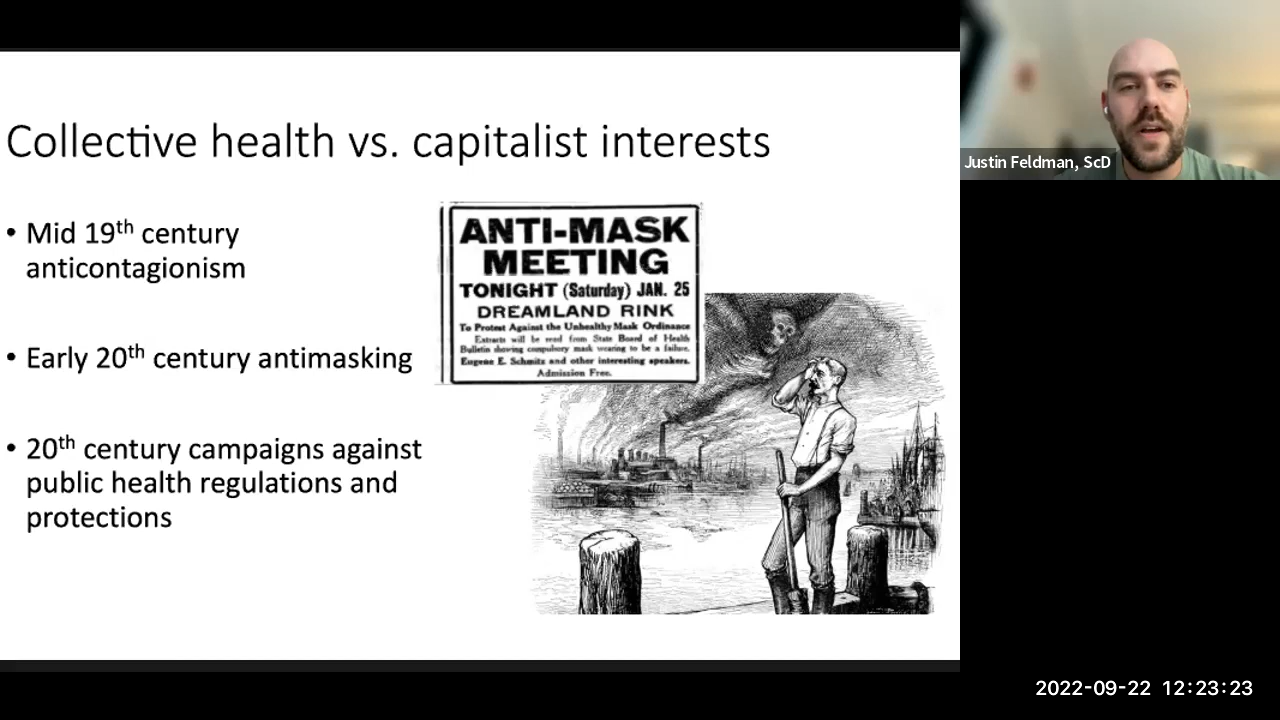 Collective health vs. capitalist interests
• Mid 19th century
anticontagionism
• Early 20th century antimasking
• 20th century campaigns against
public health regulations and
protections
ANTI-MASK
MEETING
TONIGHT (Saturday) JAN. 25
DREAMLAND RINK
To Protest Against the Unhealthy Mask Ordinance
Extracts will be read from State Board of Health
Bulletin showing compulsory mask wearing to be a failure.
Eugene E. Schmitz and other interesting speakers.
Admission Free.
Justin Feldman, ScD
2022-09-22 12:23:23